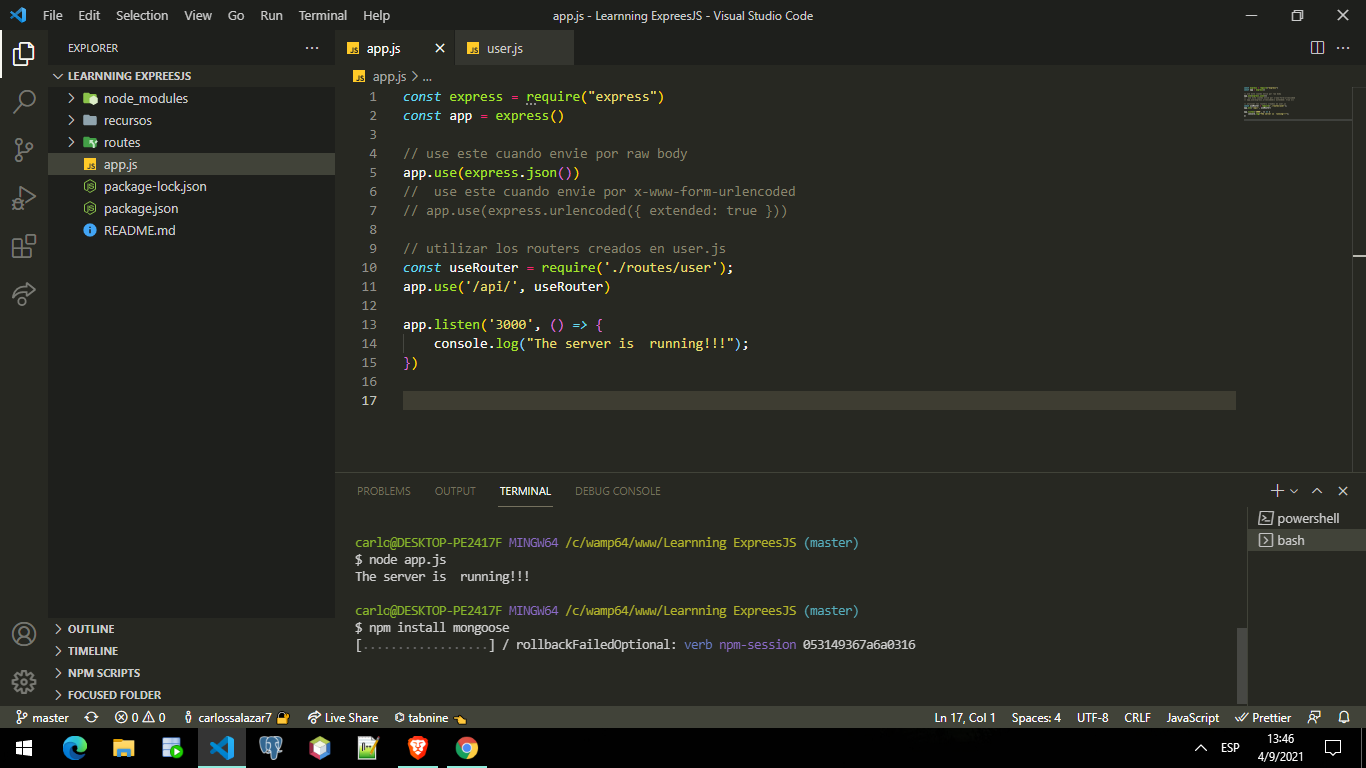 File Edit Selection View Go Run Terminal Help
app.js - Learnning ExpreesJS - Visual Studio Code
EXPLORER
LEARNNING EXPREESJS
node_modules
recursos
routes
app.js
package-lock.json
package.json
README.md
OUTLINE
TIMELINE
NPM SCRIPTS
FOCUSED FOLDER
app.js
user.js
app.js > ...
1 const express = require("express")
2 const app = express()
3
4 // use este cuando envie por raw body
5 app.use(express.json())
6 //  use este cuando envie por x-www-form-urlencoded
7 // app.use(express.urlencoded({ extended: true }))
8
9 // utilizar los routers creados en user.js
10 const useRouter = require('./routes/user');
11 app.use('/api/', useRouter)
12
13 app.listen('3000', () => {
14     console.log("The server is  running!!!");
15 })
16
17
PROBLEMS OUTPUT TERMINAL DEBUG CONSOLE
carlo@DESKTOP-PE2417F MINGW64 /c/wamp64/www/Learnning ExpreesJS (master)
$ node app.js
The server is  running!!!
carlo@DESKTOP-PE2417F MINGW64 /c/wamp64/www/Learnning ExpreesJS (master)
$ npm install mongoose
[..................] / rollbackFailedOptional: verb npm-session 053149367a6a0316
powershell
bash
master 0 0 carlossalazar7 Live Share tabnine Ln 17, Col 1 Spaces: 4 UTF-8 CRLF JavaScript Prettier
ESP
13:46
4/9/2021